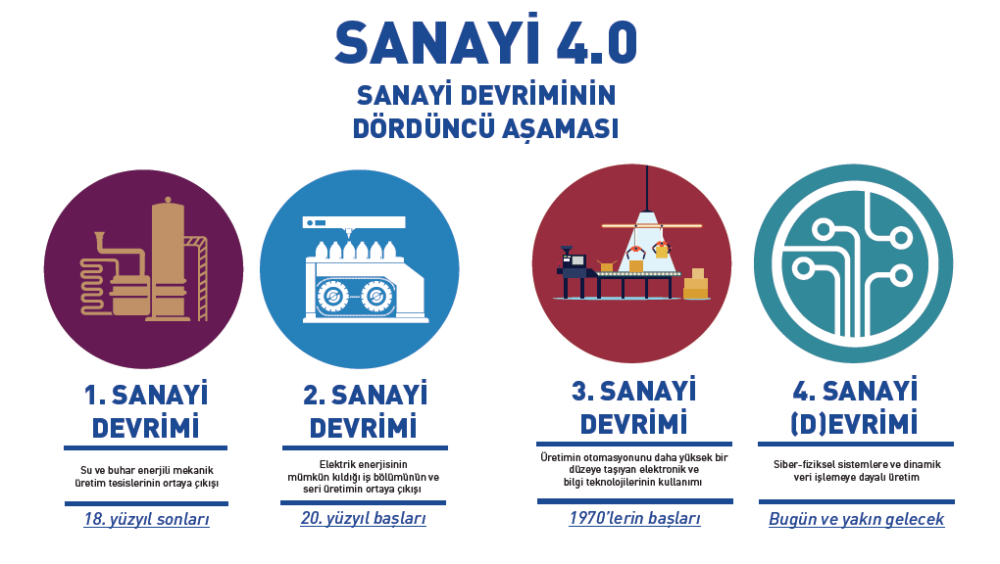 SANAYİ 4.0
SANAYİ DEVRİMİNİN
DÖRDÜNCÜ AŞAMASI
1. SANAYİ
DEVRİMİ
Su ve buhar enerjili mekanik
üretim tesislerinin ortaya çıkışı
18. yüzyıl sonları
2. SANAYİ
DEVRİMİ
Elektrik enerjisinin
mümkün kıldığı iş bölümü'nün ve
seri üretimin ortaya çıkışı
20. yüzyıl başları
3. SANAYİ
DEVRİMİ
Üretimin otomasyonunu daha yüksek bir
düzeye taşıyan elektronik ve
bilgi teknolojilerinin kullanımı
1970'lerin başları
4. SANAYİ
(D)EVRİMİ
Siber-fiziksel sistemlere ve dinamik
veri işlemeye dayalı üretim
Bugün ve yakın gelecek